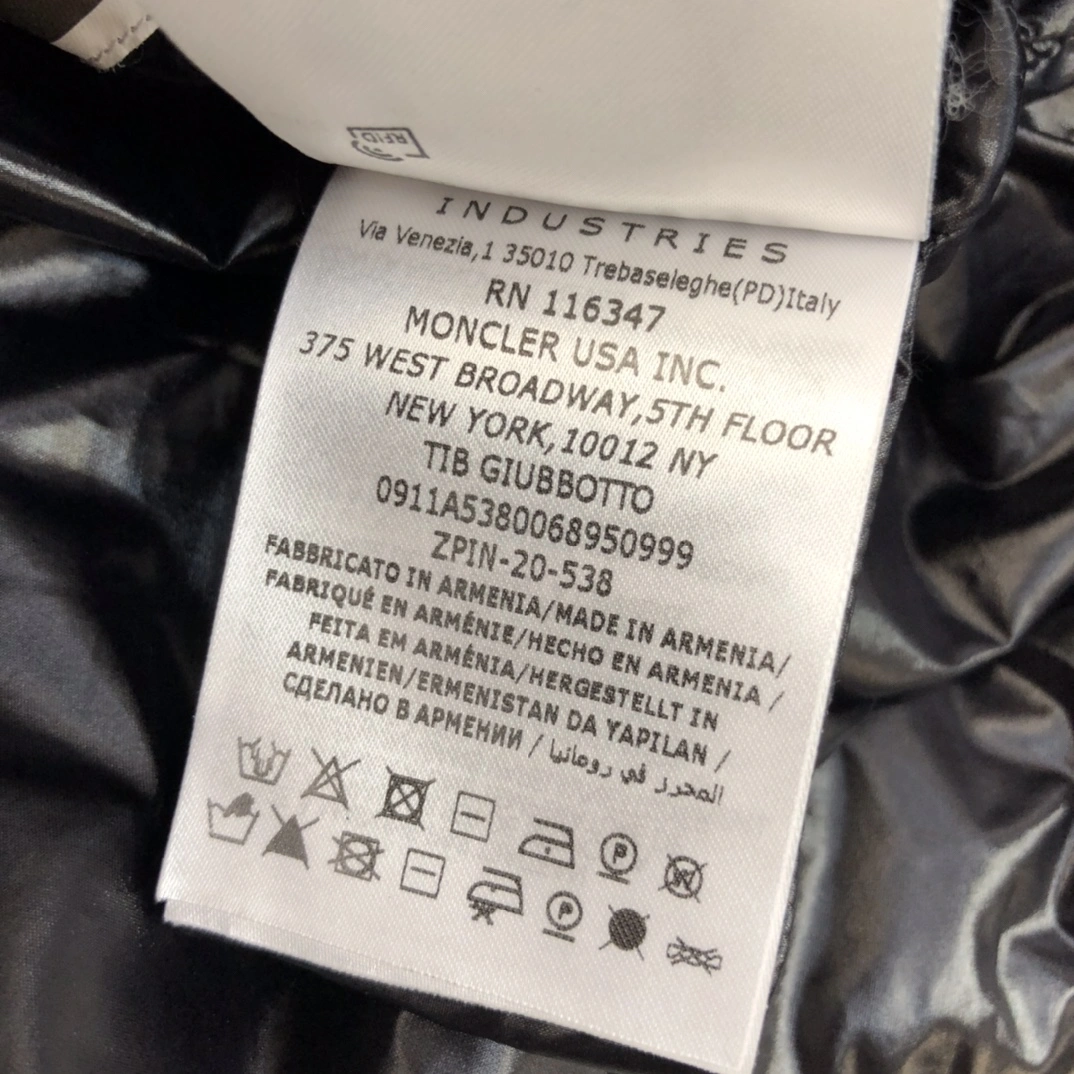 RFID
INDUSTRIES
Via Venezia,1 35010 Trebaseleghe(PD)Italy
RN 116347
MONCLER USA INC.
375 WEST BROADWAY,5TH FLOOR
NEW YORK,10012 NY
TIB GIUBBOTTO
0911A5380068950999
ZPIN-20-538
FABBRICATO IN ARMENIA/MADE IN ARMENIA/
FABRIQUÉ EN ARMÉNIE/HECHO EN ARMENIA /
FEITA EM ARMÉNIA/HERGESTELLT IN
ARMENIEN/ERMENISTAN DA YAPILAN /
СДЕЛАНО В АРМЕНИИ / المحرز في رومانيا
P W
P